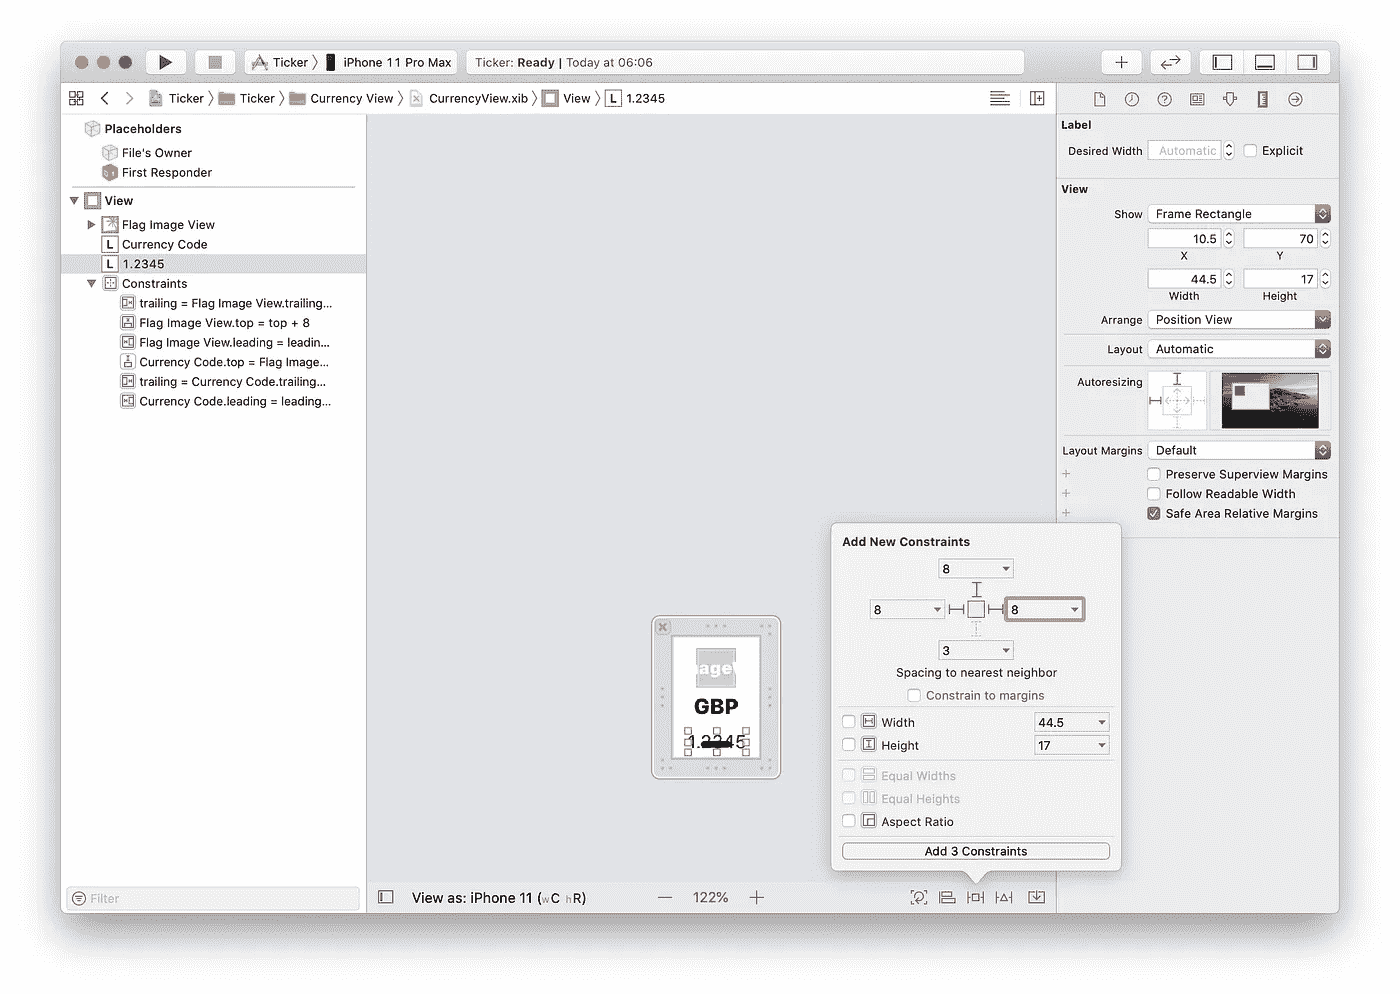 Ticker
iPhone 11 Pro Max
Ticker: Ready | Today at 06:06
Ticker
Ticker
Currency View
CurrencyView.xib
View
L
1.2345
Placeholders
File's Owner
First Responder
View
Flag Image View
L Currency Code
L 1.2345
Constraints
trailing = Flag Image View.trailing...
Flag Image View.top = top + 8
Flag Image View.leading = leadin...
Currency Code.top = Flag Image...
trailing = Currency Code.trailing...
Currency Code.leading = leading...
Filter
GBP
1.2345
View as: iPhone 11 (wC hR)
122%
Label
Desired Width Automatic Explicit
View
Show Frame Rectangle
10.5 70
X Y
44.5 17
Width Height
Arrange Position View
Layout Automatic
Autoresizing
Layout Margins Default
Preserve Superview Margins
Follow Readable Width
Safe Area Relative Margins
Add New Constraints
8
8 8
3
Spacing to nearest neighbor
Constrain to margins
Width 44.5
Height 17
Equal Widths
Equal Heights
Aspect Ratio
Add 3 Constraints